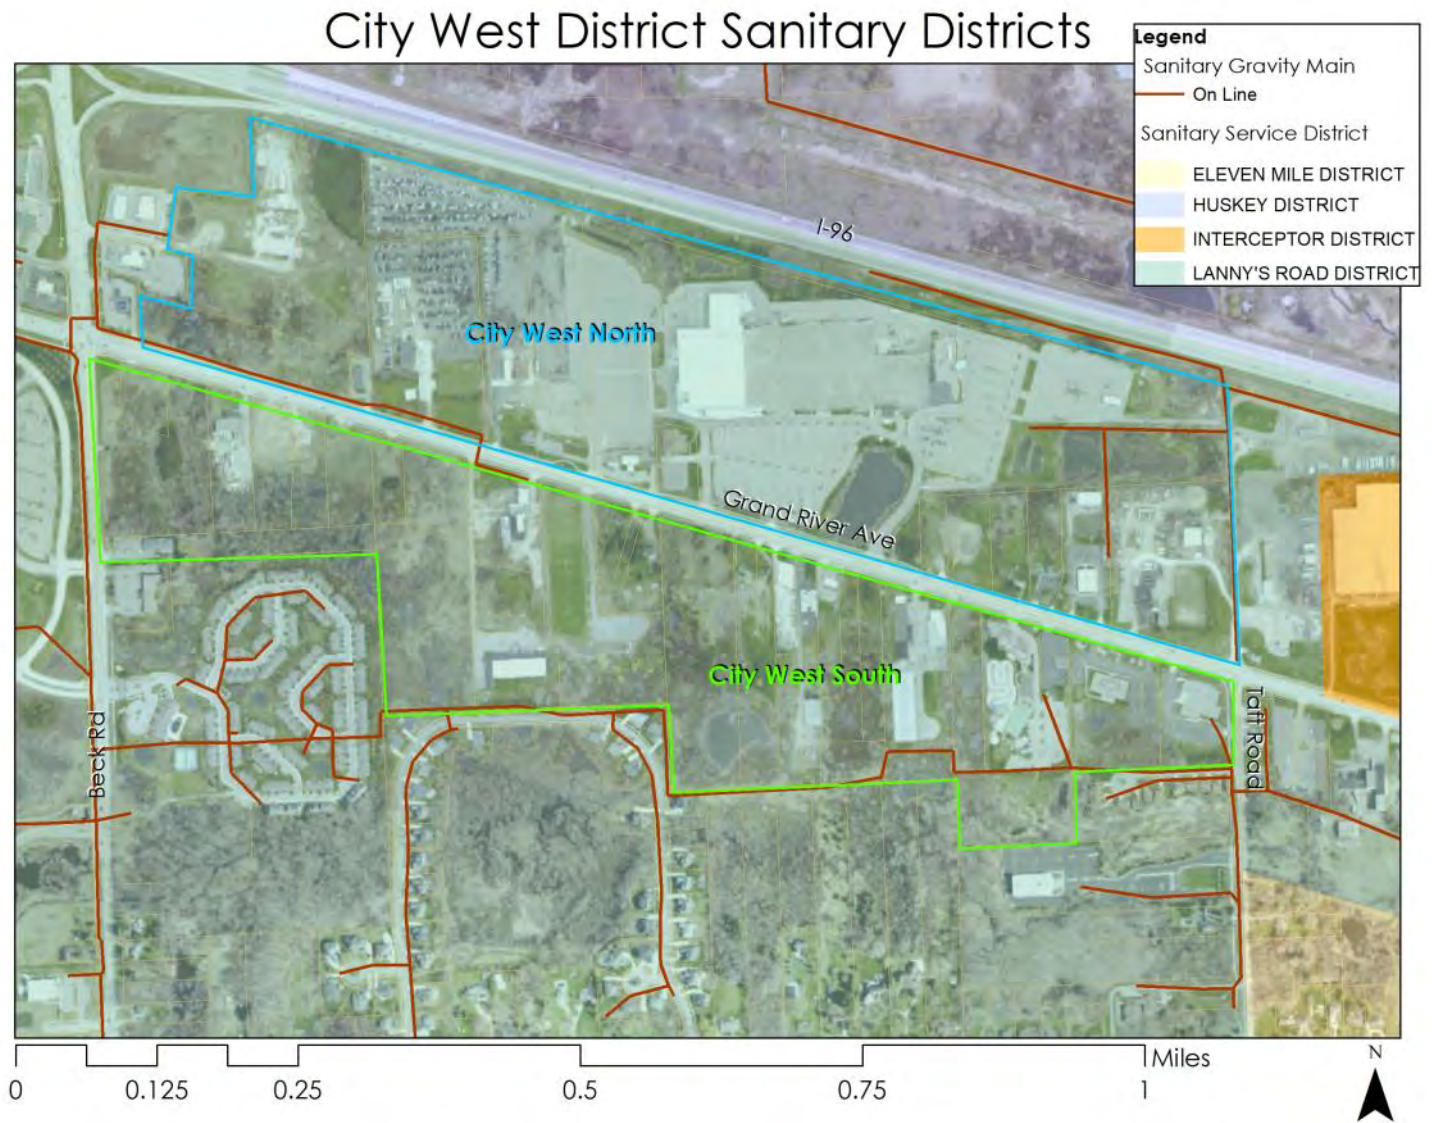 City West District Sanitary Districts
Legend
Sanitary Gravity Main
On Line
Sanitary Service District
ELEVEN MILE DISTRICT
HUSKEY DISTRICT
INTERCEPTOR DISTRICT
LANNY'S ROAD DISTRICT
I-96
City West North
Grand River Ave
City West South
Beck Rd
Taft Road
Miles
0 0.125 0.25 0.5 0.75 1
N